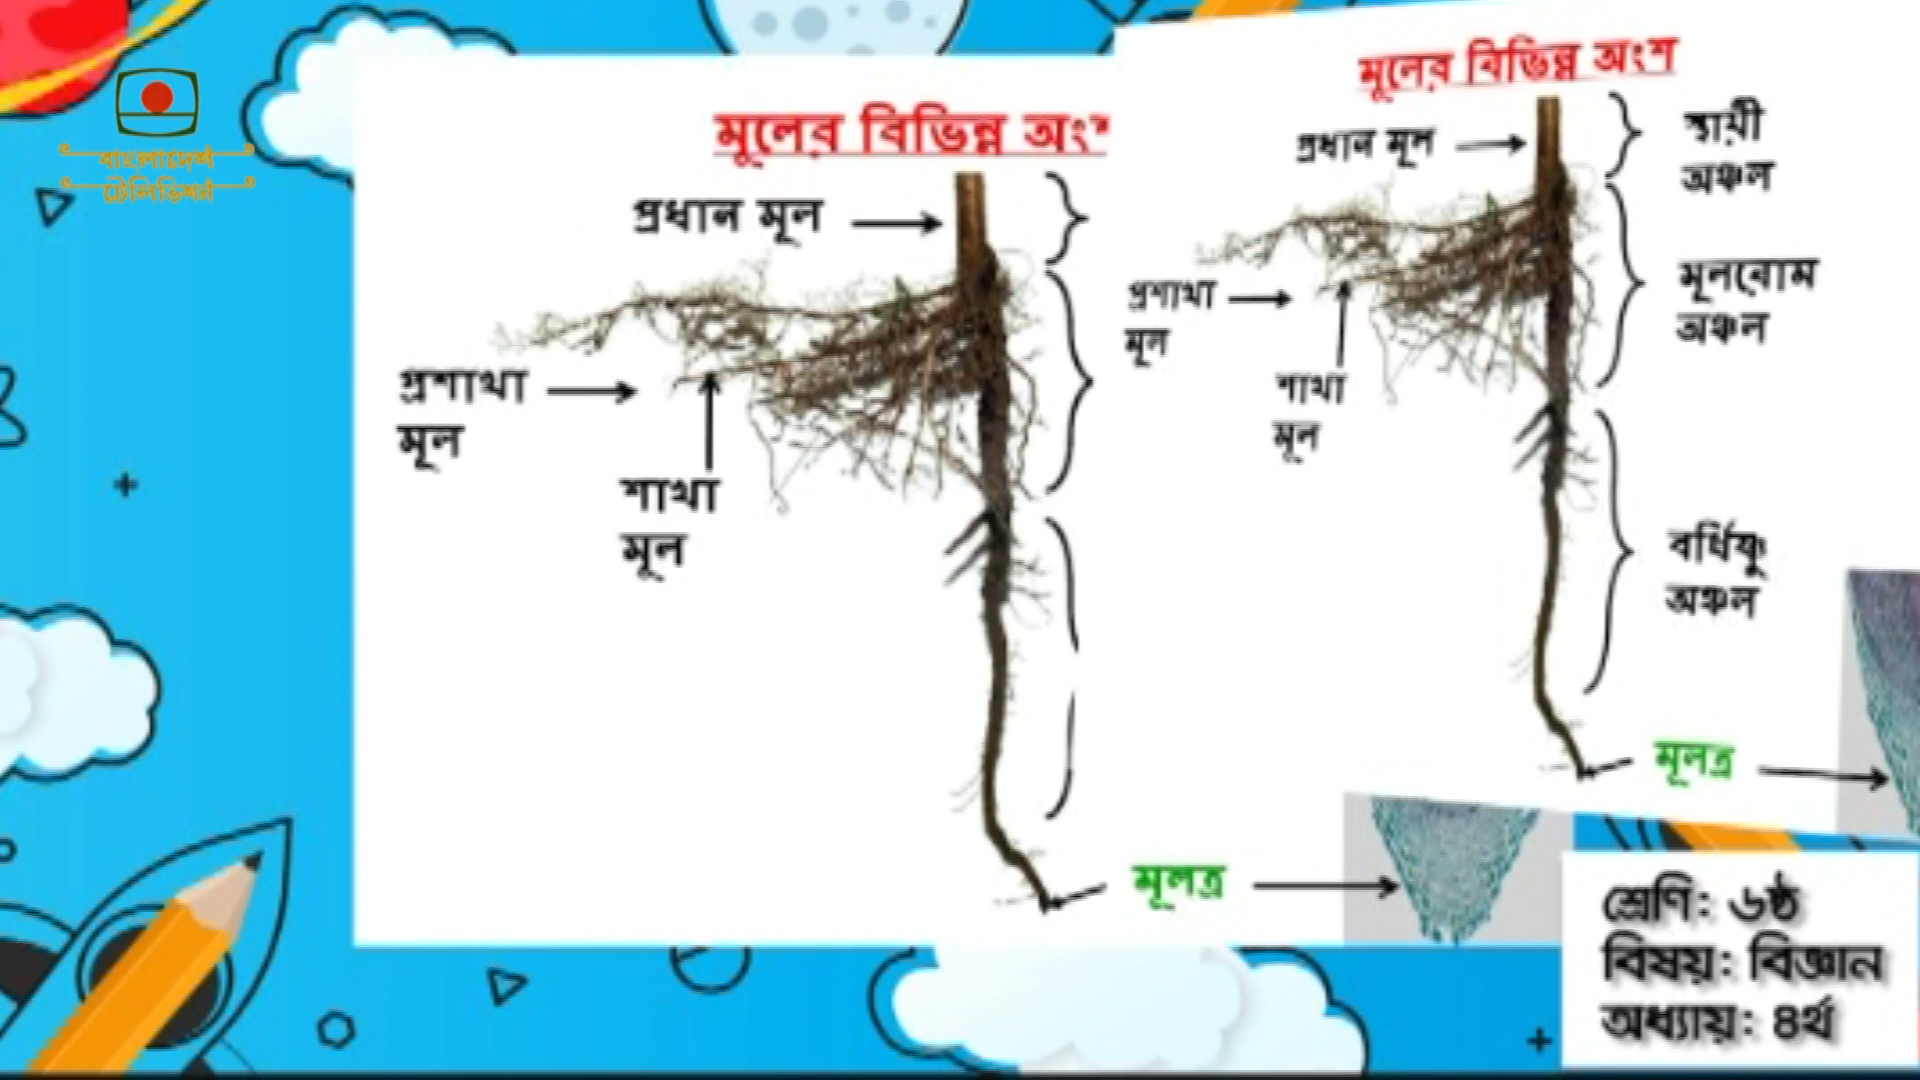 বাংলাদেশ
টেলিভিশন
মূলের বিভিন্ন
প্রধান মূল
প্রশাখা
মূল
শাখা
মূল
মূলত্র
মূলের বিভিন্ন অংশ
প্রধান মূল
স্থায়ী
অঞ্চল
প্রশাখা
মূল
শাখা
মূল
মূলরোম
অঞ্চল
বর্ধিষ্ণু
অঞ্চল
মূলত্র
শ্রেণি: ৬ষ্ঠ
বিষয়: বিজ্ঞান
অধ্যায়: ৪র্থ